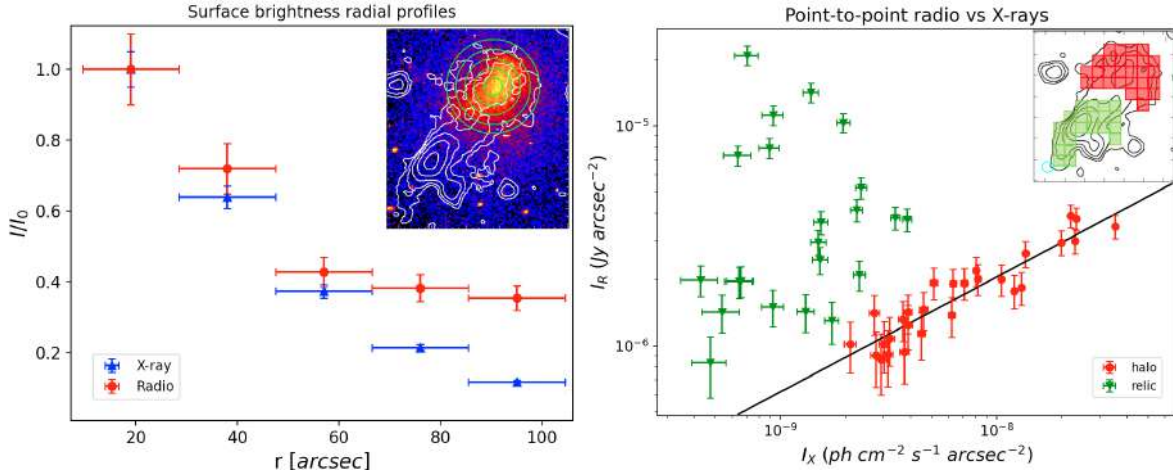 Surface brightness radial profiles
I/I₀
1.0
0.8
0.6
0.4
0.2
X-ray
Radio
20
40
60
80
100
r [arcsec]
Point-to-point radio vs X-rays
I_R (Jy arcsec⁻²)
10⁻⁵
10⁻⁶
halo
relic
10⁻⁹
10⁻⁸
I_X (ph cm⁻² s⁻¹ arcsec⁻²)